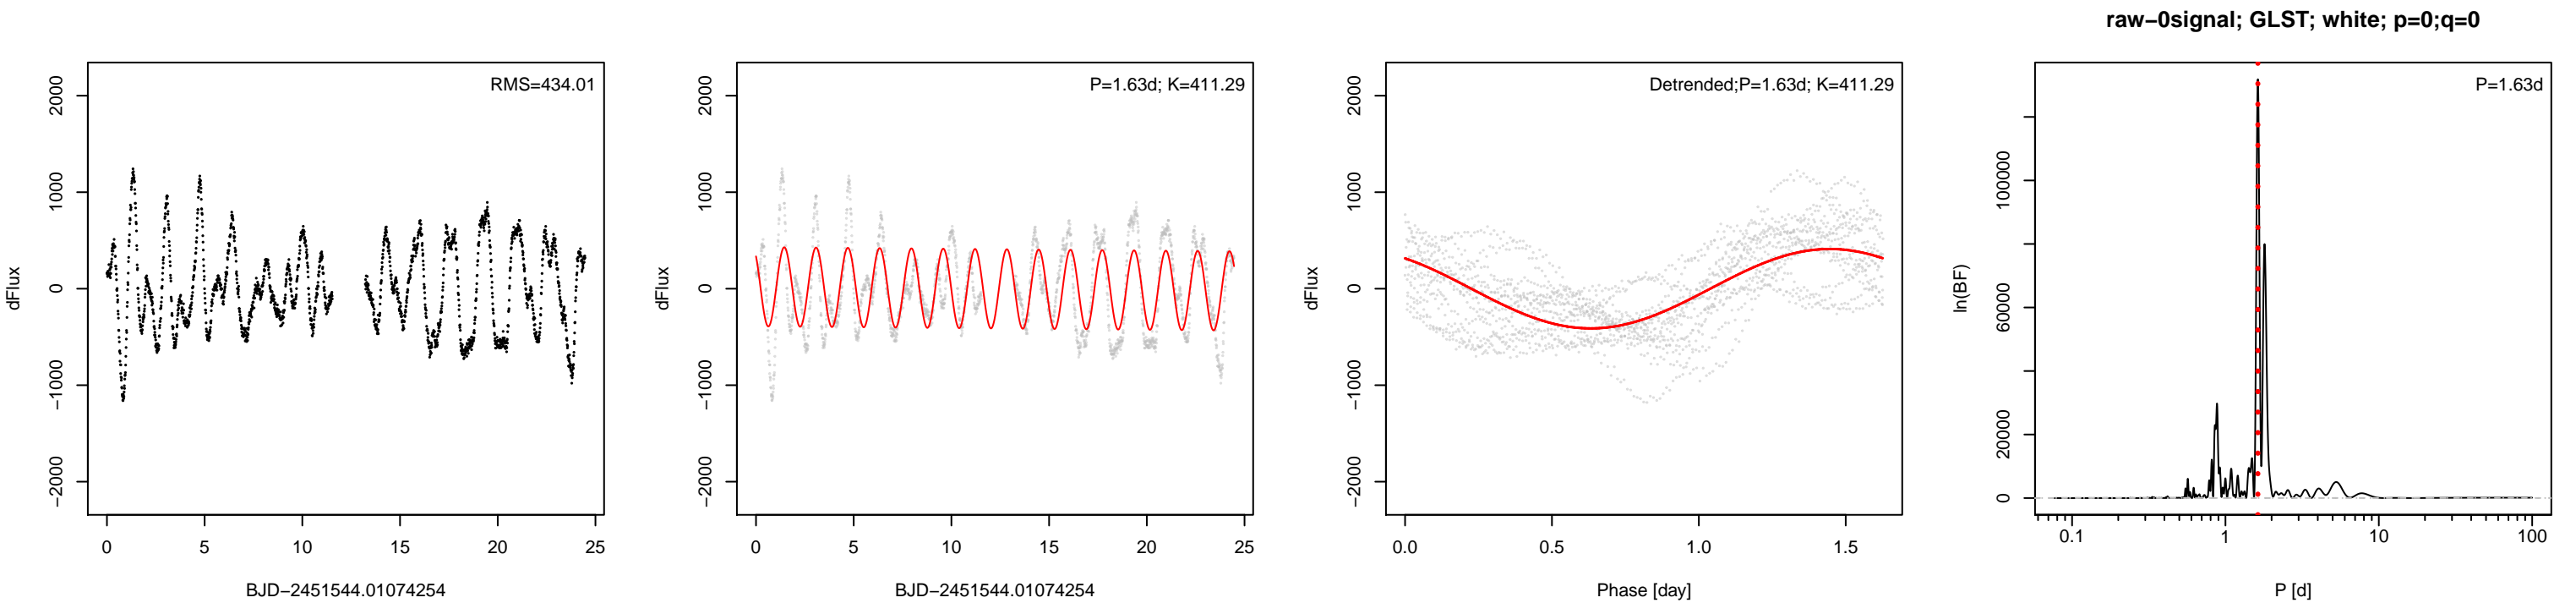 raw−0signal; GLST; white; p=0;q=0
RMS=434.01
dFlux
2000
1000
0
−1000
−2000
0 5 10 15 20 25
BJD−2451544.01074254
P=1.63d; K=411.29
dFlux
2000
1000
0
−1000
−2000
0 5 10 15 20 25
BJD−2451544.01074254
Detrended;P=1.63d; K=411.29
dFlux
2000
1000
0
−1000
−2000
0.0 0.5 1.0 1.5
Phase [day]
P=1.63d
ln(BF)
100000
60000
20000
0
0.1 1 10 100
P [d]